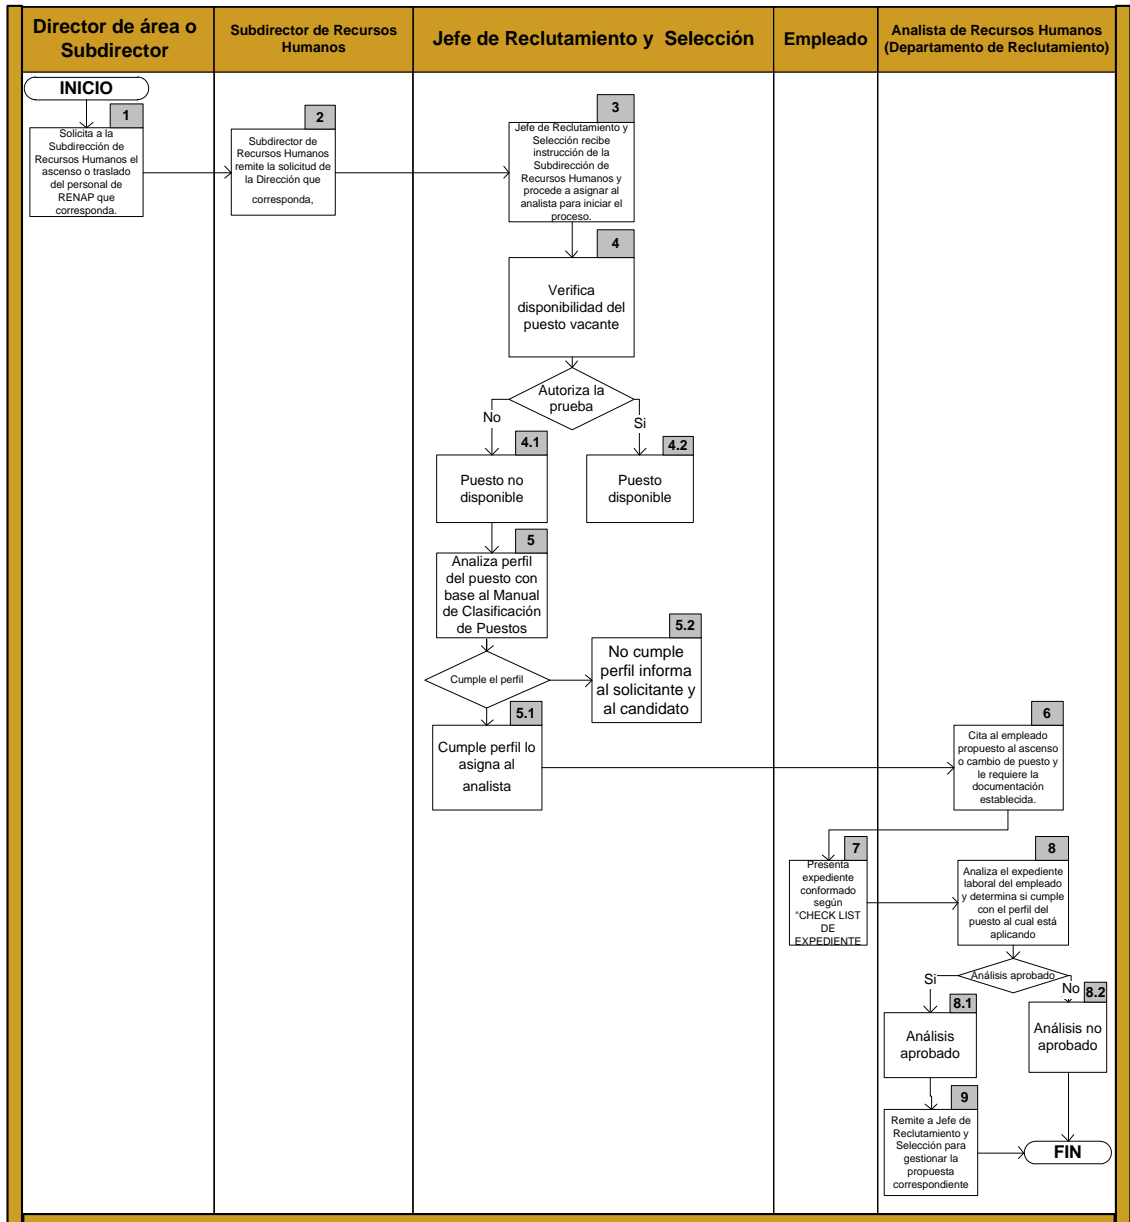 Director de área o
Subdirector
Subdirector de Recursos
Humanos
Jefe de Reclutamiento y Selección
Empleado
Analista de Recursos Humanos
(Departamento de Reclutamiento)
INICIO
1
Solicita a la
Subdirección de
Recursos Humanos el
ascenso o traslado
del personal de
RENAP que
corresponda.
2
Subdirector de
Recursos Humanos
remite la solicitud de
la Dirección que
corresponda,
3
Jefe de Reclutamiento y
Selección recibe
instrucción de la
Subdirección de
Recursos Humanos y
procede a asignar al
analista para iniciar el
proceso.
4
Verifica
disponibilidad del
puesto vacante
Autoriza la
prueba
No
Si
4.1
Puesto no
disponible
4.2
Puesto
disponible
5
Analiza perfil
del puesto con
base al Manual
de Clasificación
de Puestos
Cumple el perfil
5.2
No cumple
perfil informa
al solicitante y
al candidato
5.1
Cumple perfil lo
asigna al
analista
6
Cita al empleado
propuesto al ascenso
o cambio de puesto y
le requiere la
documentación
establecida.
7
Presenta
expediente
conformado
según
“CHECK LIST
DE
EXPEDIENTE
8
Analiza el expediente
laboral del empleado
y determina si cumple
con el perfil del
puesto al cual está
aplicando
Análisis aprobado
Si
No
8.1
Análisis
aprobado
8.2
Análisis no
aprobado
9
Remite a Jefe de
Reclutamiento y
Selección para
gestionar la
propuesta
correspondiente
FIN